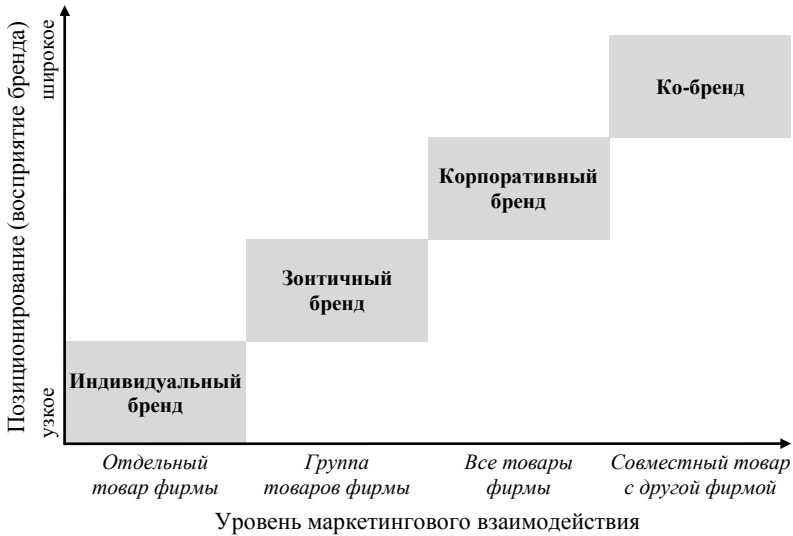 Позиционирование (восприятие бренда)
широкое
узкое
Ко-бренд
Корпоративный
бренд
Зонтичный
бренд
Индивидуальный
бренд
Отдельный
товар фирмы
Группа
товаров фирмы
Все товары
фирмы
Совместный товар
с другой фирмой
Уровень маркетингового взаимодействия